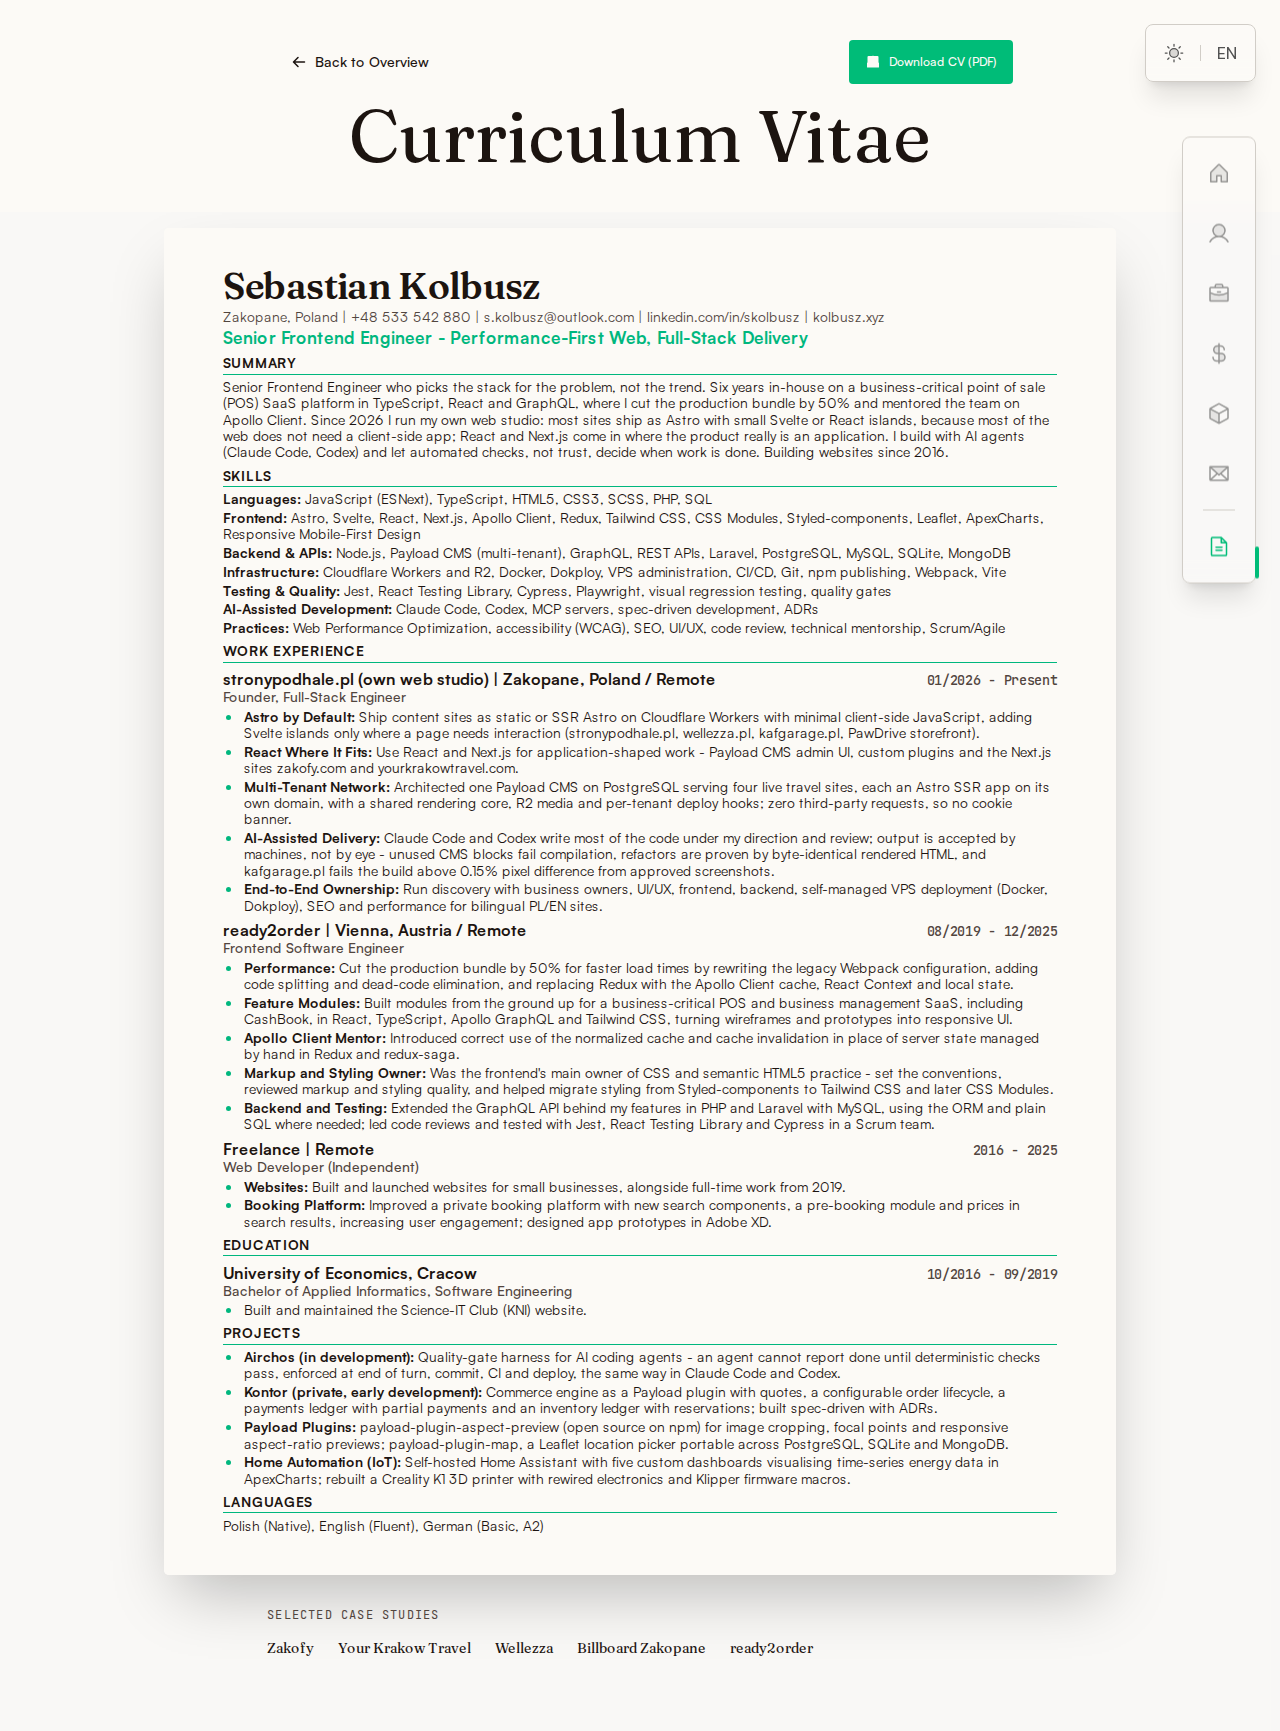 Back to Overview
Download CV (PDF)
EN
Curriculum Vitae
Sebastian Kolbusz
Zakopane, Poland | +48 533 542 880 | s.kolbusz@outlook.com | linkedin.com/in/skolbusz | kolbusz.xyz
Senior Frontend Engineer - Performance-First Web, Full-Stack Delivery
SUMMARY
Senior Frontend Engineer who picks the stack for the problem, not the trend. Six years in-house on a business-critical point of sale
(POS) SaaS platform in TypeScript, React and GraphQL, where I cut the production bundle by 50% and mentored the team on
Apollo Client. Since 2026 I run my own web studio: most sites ship as Astro with small Svelte or React islands, because most of the
web does not need a client-side app; React and Next.js come in where the product really is an application. I build with AI agents
(Claude Code, Codex) and let automated checks, not trust, decide when work is done. Building websites since 2016.
SKILLS
Languages: JavaScript (ESNext), TypeScript, HTML5, CSS3, SCSS, PHP, SQL
Frontend: Astro, Svelte, React, Next.js, Apollo Client, Redux, Tailwind CSS, CSS Modules, Styled-components, Leaflet, ApexCharts,
Responsive Mobile-First Design
Backend & APIs: Node.js, Payload CMS (multi-tenant), GraphQL, REST APIs, Laravel, PostgreSQL, MySQL, SQLite, MongoDB
Infrastructure: Cloudflare Workers and R2, Docker, Dokploy, VPS administration, CI/CD, Git, npm publishing, Webpack, Vite
Testing & Quality: Jest, React Testing Library, Cypress, Playwright, visual regression testing, quality gates
AI-Assisted Development: Claude Code, Codex, MCP servers, spec-driven development, ADRs
Practices: Web Performance Optimization, accessibility (WCAG), SEO, UI/UX, code review, technical mentorship, Scrum/Agile
WORK EXPERIENCE
stronypodhale.pl (own web studio) | Zakopane, Poland / Remote 01/2026 - Present
Founder, Full-Stack Engineer
Astro by Default: Ship content sites as static or SSR Astro on Cloudflare Workers with minimal client-side JavaScript, adding
Svelte islands only where a page needs interaction (stronypodhale.pl, wellezza.pl, kafgarage.pl, PawDrive storefront).
React Where It Fits: Use React and Next.js for application-shaped work - Payload CMS admin UI, custom plugins and the Next.js
sites zakofy.com and yourkrakowtravel.com.
Multi-Tenant Network: Architected one Payload CMS on PostgreSQL serving four live travel sites, each an Astro SSR app on its
own domain, with a shared rendering core, R2 media and per-tenant deploy hooks; zero third-party requests, so no cookie
banner.
AI-Assisted Delivery: Claude Code and Codex write most of the code under my direction and review; output is accepted by
machines, not by eye - unused CMS blocks fail compilation, refactors are proven by byte-identical rendered HTML, and
kafgarage.pl fails the build above 0.15% pixel difference from approved screenshots.
End-to-End Ownership: Run discovery with business owners, UI/UX, frontend, backend, self-managed VPS deployment (Docker,
Dokploy), SEO and performance for bilingual PL/EN sites.
ready2order | Vienna, Austria / Remote 08/2019 - 12/2025
Frontend Software Engineer
Performance: Cut the production bundle by 50% for faster load times by rewriting the legacy Webpack configuration, adding
code splitting and dead-code elimination, and replacing Redux with the Apollo Client cache, React Context and local state.
Feature Modules: Built modules from the ground up for a business-critical POS and business management SaaS, including
CashBook, in React, TypeScript, Apollo GraphQL and Tailwind CSS, turning wireframes and prototypes into responsive UI.
Apollo Client Mentor: Introduced correct use of the normalized cache and cache invalidation in place of server state managed
by hand in Redux and redux-saga.
Markup and Styling Owner: Was the frontend's main owner of CSS and semantic HTML5 practice - set the conventions,
reviewed markup and styling quality, and helped migrate styling from Styled-components to Tailwind CSS and later CSS Modules.
Backend and Testing: Extended the GraphQL API behind my features in PHP and Laravel with MySQL, using the ORM and plain
SQL where needed; led code reviews and tested with Jest, React Testing Library and Cypress in a Scrum team.
Freelance | Remote 2016 - 2025
Web Developer (Independent)
Websites: Built and launched websites for small businesses, alongside full-time work from 2019.
Booking Platform: Improved a private booking platform with new search components, a pre-booking module and prices in
search results, increasing user engagement; designed app prototypes in Adobe XD.
EDUCATION
University of Economics, Cracow 10/2016 - 09/2019
Bachelor of Applied Informatics, Software Engineering
Built and maintained the Science-IT Club (KNI) website.
PROJECTS
Airchos (in development): Quality-gate harness for AI coding agents - an agent cannot report done until deterministic checks
pass, enforced at end of turn, commit, CI and deploy, the same way in Claude Code and Codex.
Kontor (private, early development): Commerce engine as a Payload plugin with quotes, a configurable order lifecycle, a
payments ledger with partial payments and an inventory ledger with reservations; built spec-driven with ADRs.
Payload Plugins: payload-plugin-aspect-preview (open source on npm) for image cropping, focal points and responsive
aspect-ratio previews; payload-plugin-map, a Leaflet location picker portable across PostgreSQL, SQLite and MongoDB.
Home Automation (IoT): Self-hosted Home Assistant with five custom dashboards visualising time-series energy data in
ApexCharts; rebuilt a Creality K1 3D printer with rewired electronics and Klipper firmware macros.
LANGUAGES
Polish (Native), English (Fluent), German (Basic, A2)
SELECTED CASE STUDIES
Zakofy Your Krakow Travel Wellezza Billboard Zakopane ready2order